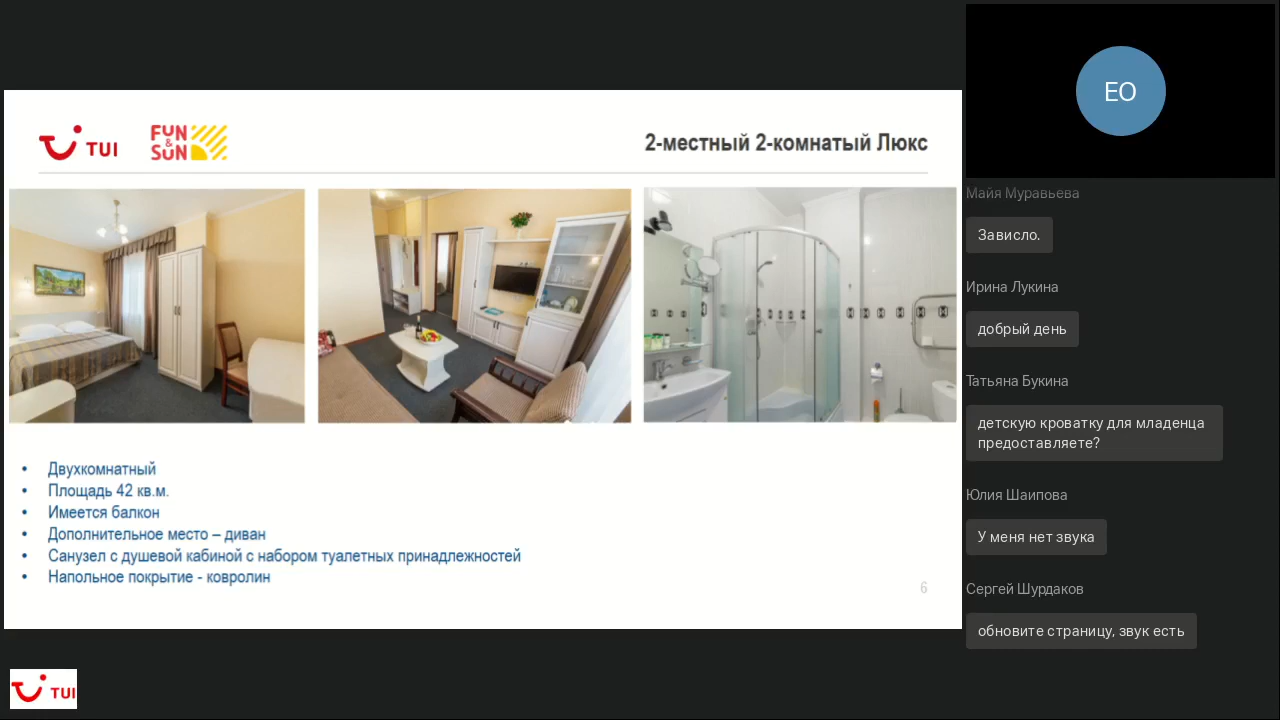 TUI
FUN
&
SUN
2-местный 2-комнатый Люкс
• Двухкомнатный
• Площадь 42 кв.м.
• Имеется балкон
• Дополнительное место – диван
• Санузел с душевой кабиной с набором туалетных принадлежностей
• Напольное покрытие - ковролин
6
TUI
EO
Майя Муравьева
Зависло.
Ирина Лукина
добрый день
Татьяна Букина
детскую кроватку для младенца
предоставляете?
Юлия Шаипова
У меня нет звука
Сергей Шурдаков
обновите страницу, звук есть